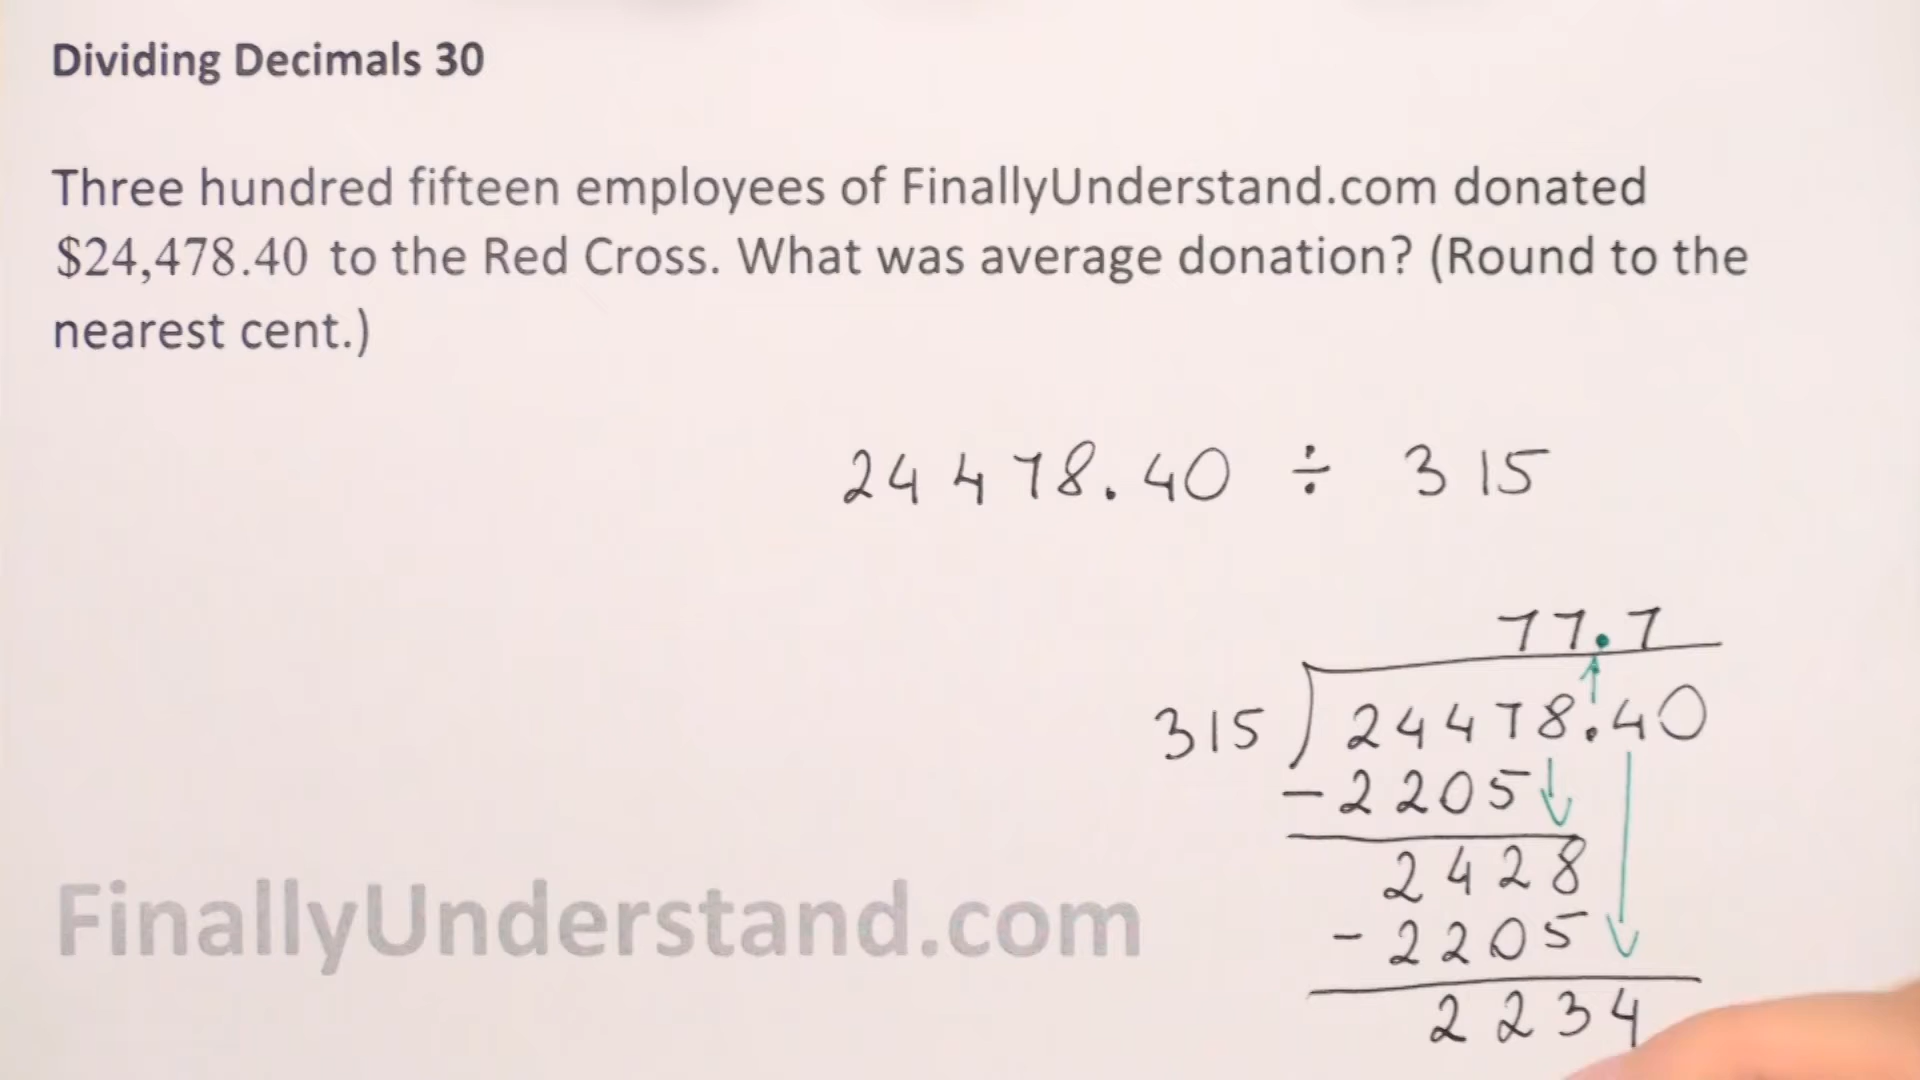 Dividing Decimals 30
Three hundred fifteen employees of FinallyUnderstand.com donated
$24,478.40 to the Red Cross. What was average donation? (Round to the
nearest cent.)
24 478.40 ÷ 315
77.7
315 24478.40
-2205
2428
-2205
2234
FinallyUnderstand.com